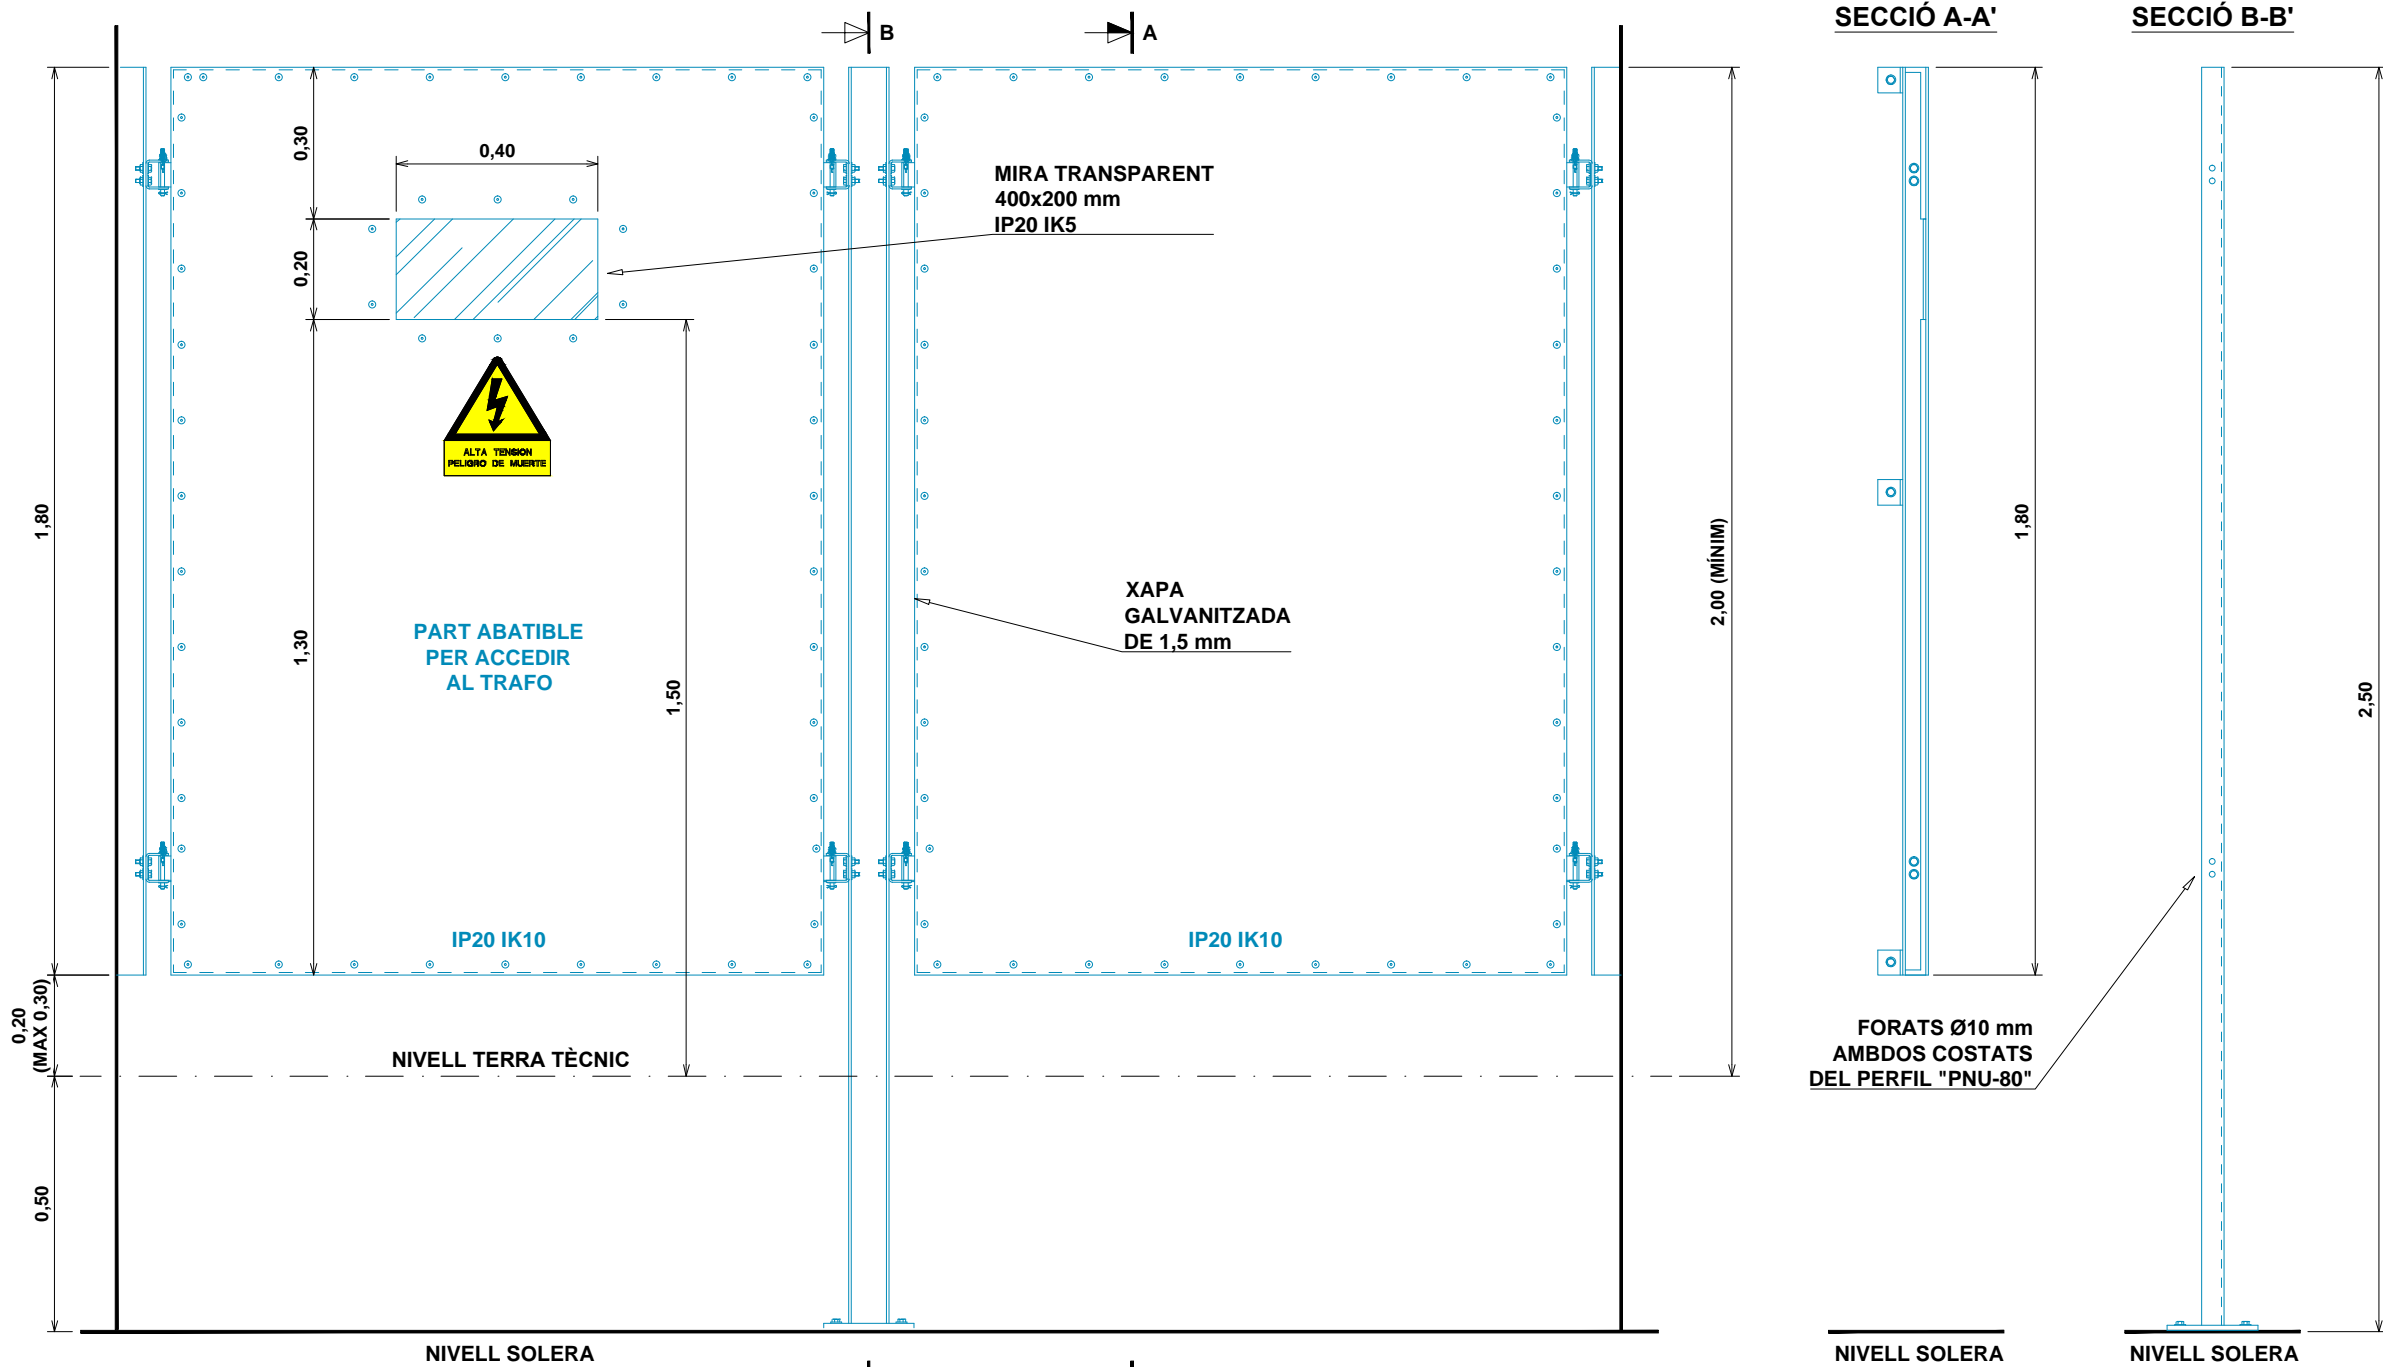 B
A
SECCIÓ A-A'
SECCIÓ B-B'
0,30
0,40
MIRA TRANSPARENT
400x200 mm
IP20 IK5
0,20
ALTA TENSION
PELIGRO DE MUERTE
1,80
2,00 (MÍNIM)
1,80
XAPA
GALVANITZADA
DE 1,5 mm
PART ABATIBLE
PER ACCEDIR
AL TRAFO
1,30
1,50
2,50
IP20 IK10
IP20 IK10
0,20
(MAX 0,30)
NIVELL TERRA TÈCNIC
FORATS Ø10 mm
AMBDOS COSTATS
DEL PERFIL "PNU-80"
0,50
NIVELL SOLERA
NIVELL SOLERA
NIVELL SOLERA